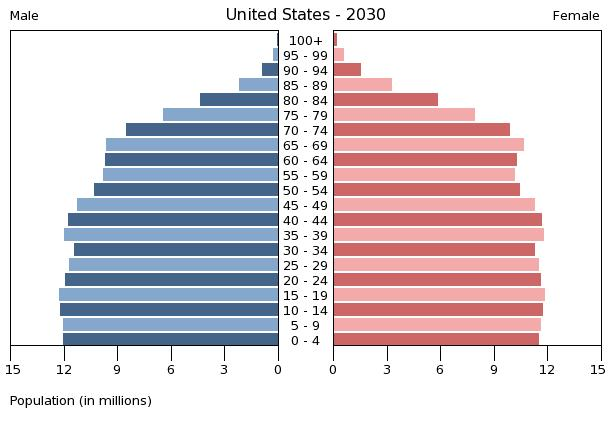 Male United States - 2030 Female
100+
95 - 99
90 - 94
85 - 89
80 - 84
75 - 79
70 - 74
65 - 69
60 - 64
55 - 59
50 - 54
45 - 49
40 - 44
35 - 39
30 - 34
25 - 29
20 - 24
15 - 19
10 - 14
5 - 9
0 - 4
15 12 9 6 3 0 0 3 6 9 12 15
Population (in millions)